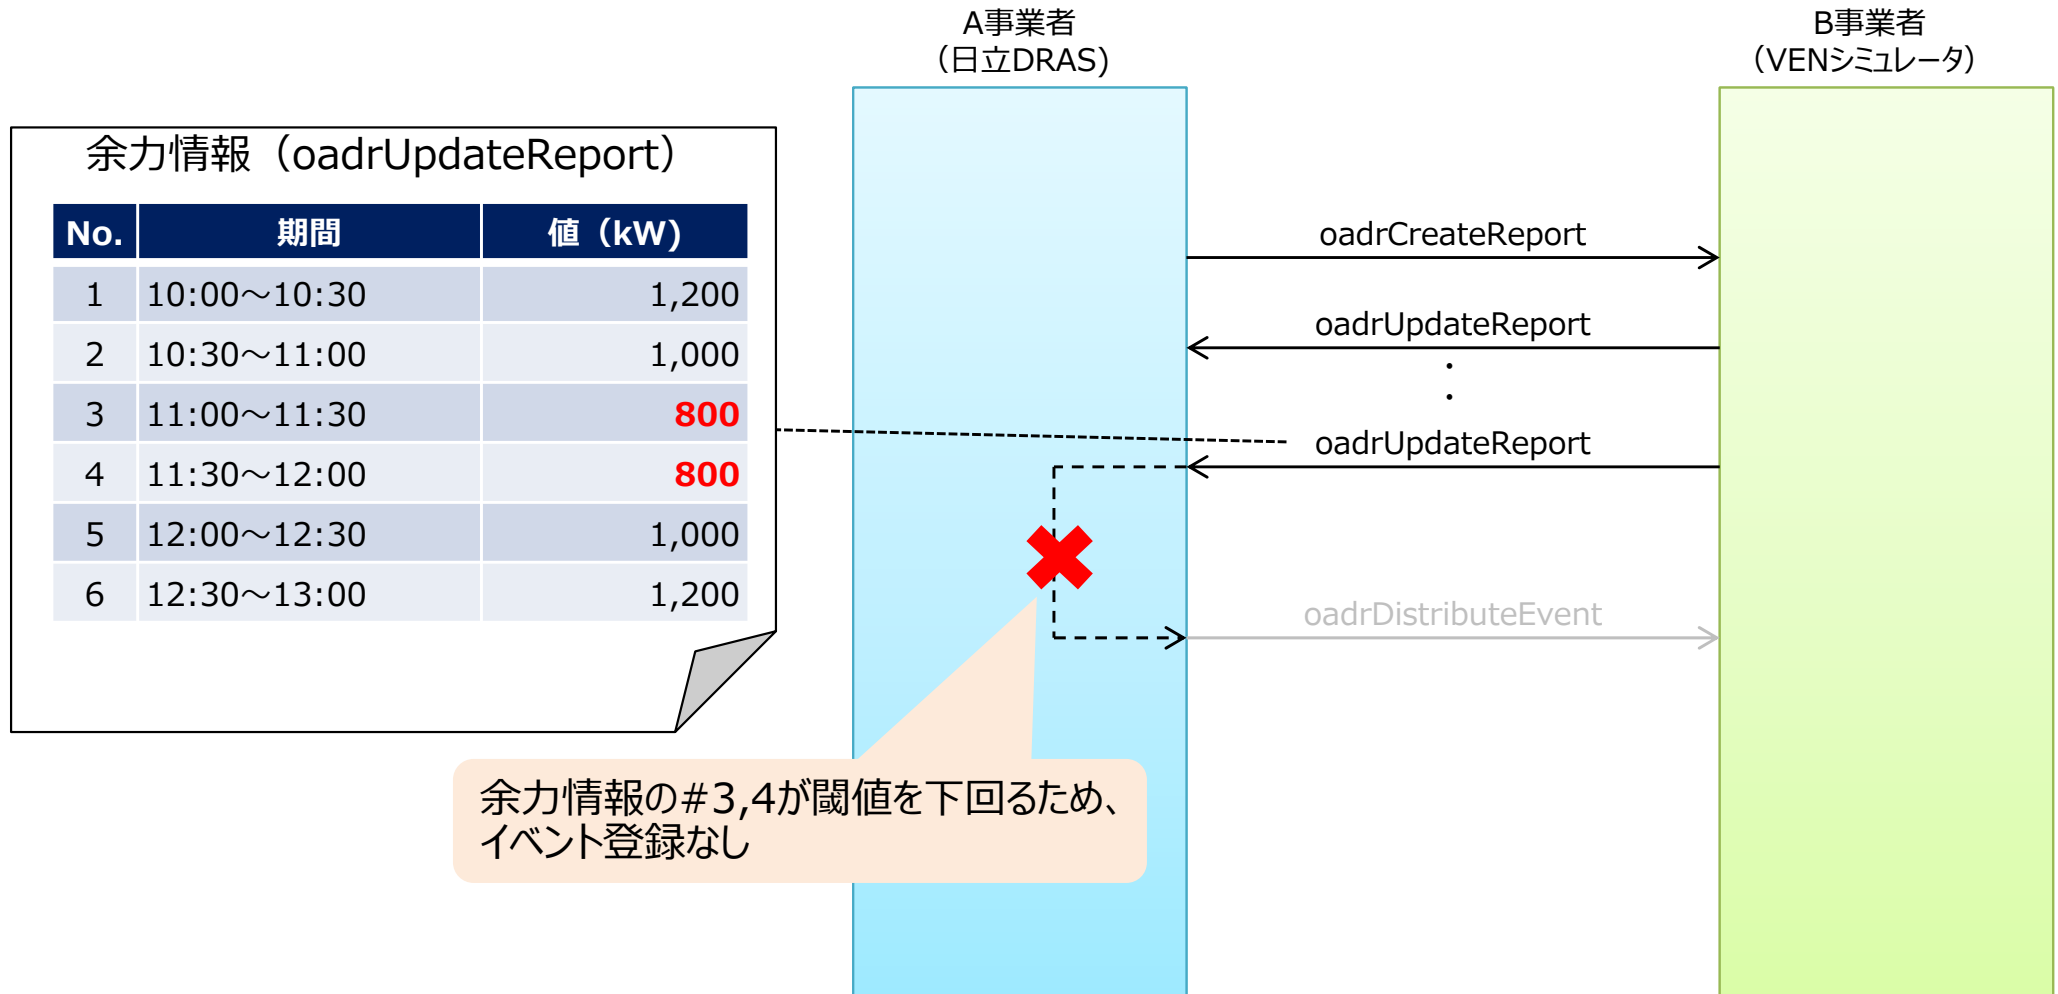 A事業者
（日立DRAS)
B事業者
（VENシミュレータ）
余力情報（oadrUpdateReport）
No. 期間 値（kW)
1 10:00～10:30 1,200
2 10:30～11:00 1,000
3 11:00～11:30 800
4 11:30～12:00 800
5 12:00～12:30 1,000
6 12:30～13:00 1,200
oadrCreateReport
oadrUpdateReport
・
・
oadrUpdateReport
oadrDistributeEvent
余力情報の#3,4が閾値を下回るため、
イベント登録なし